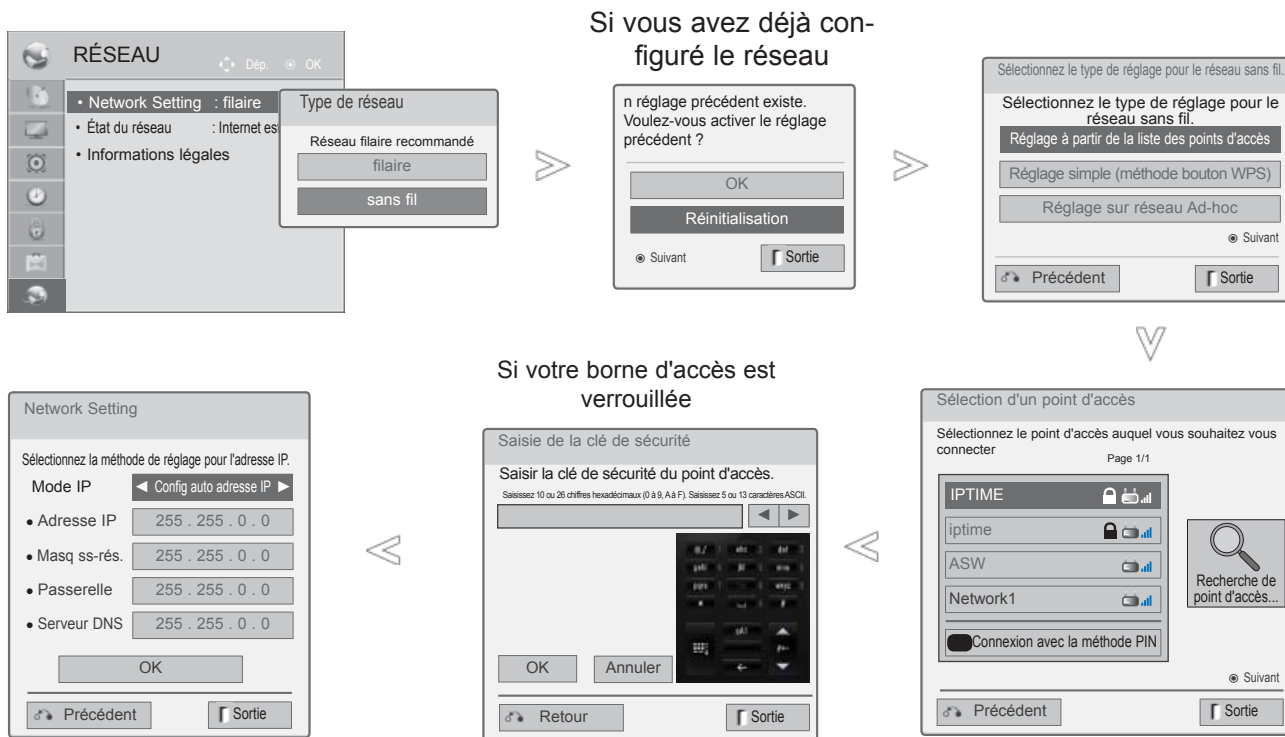 RÉSEAU
Dép. OK
• Network Setting : filaire
• État du réseau : Internet es
• Informations légales
Type de réseau
Réseau filaire recommandé
filaire
sans fil
Si vous avez déjà con-
figuré le réseau
n réglage précédent existe.
Voulez-vous activer le réglage
précédent ?
OK
Réinitialisation
Suivant
Sortie
Sélectionnez le type de réglage pour le réseau sans fil.
Sélectionnez le type de réglage pour le
réseau sans fil.
Réglage à partir de la liste des points d'accès
Réglage simple (méthode bouton WPS)
Réglage sur réseau Ad-hoc
Suivant
Précédent
Sortie
Sélection d'un point d'accès
Sélectionnez le point d'accès auquel vous souhaitez vous
connecter
Page 1/1
IPTIME
iptime
ASW
Network1
Connexion avec la méthode PIN
Recherche de
point d'accès...
Suivant
Précédent
Sortie
Si votre borne d'accès est
verrouillée
Saisie de la clé de sécurité
Saisir la clé de sécurité du point d'accès.
Saisissez 10 ou 26 chiffres hexadécimaux (0 à 9, A à F). Saisissez 5 ou 13 caractères ASCII.
◄ ►
OK
Annuler
Retour
Sortie
Network Setting
Sélectionnez la méthode de réglage pour l'adresse IP.
Mode IP ◄ Config auto adresse IP ►
• Adresse IP 255 . 255 . 0 . 0
• Masq ss-rés. 255 . 255 . 0 . 0
• Passerelle 255 . 255 . 0 . 0
• Serveur DNS 255 . 255 . 0 . 0
OK
Précédent
Sortie